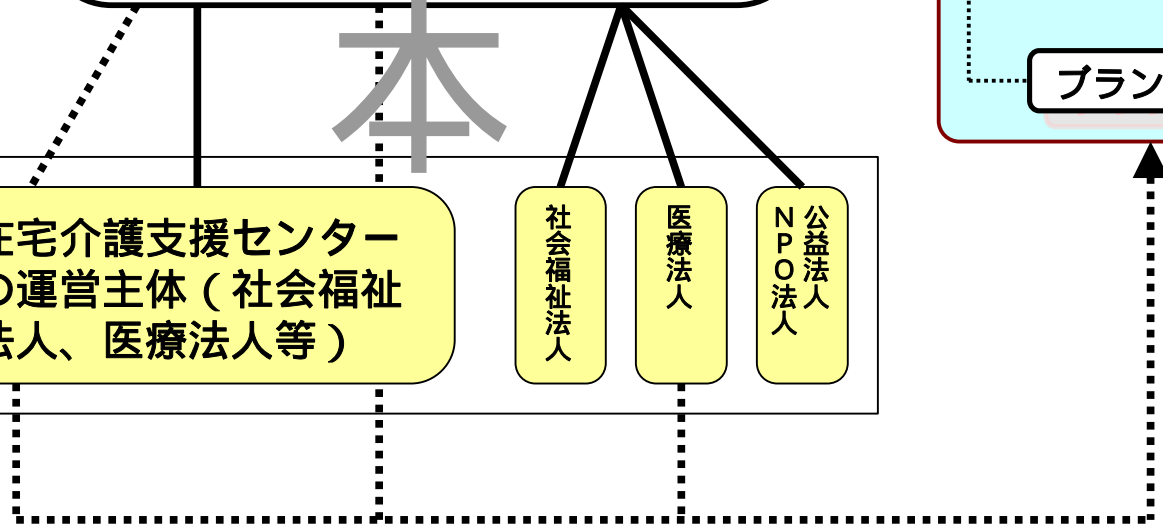 本
ブラン
在宅介護支援センター
の運営主体（社会福祉
法人、医療法人等）
社会福祉法人
医療法人
公益法人
NPO法人